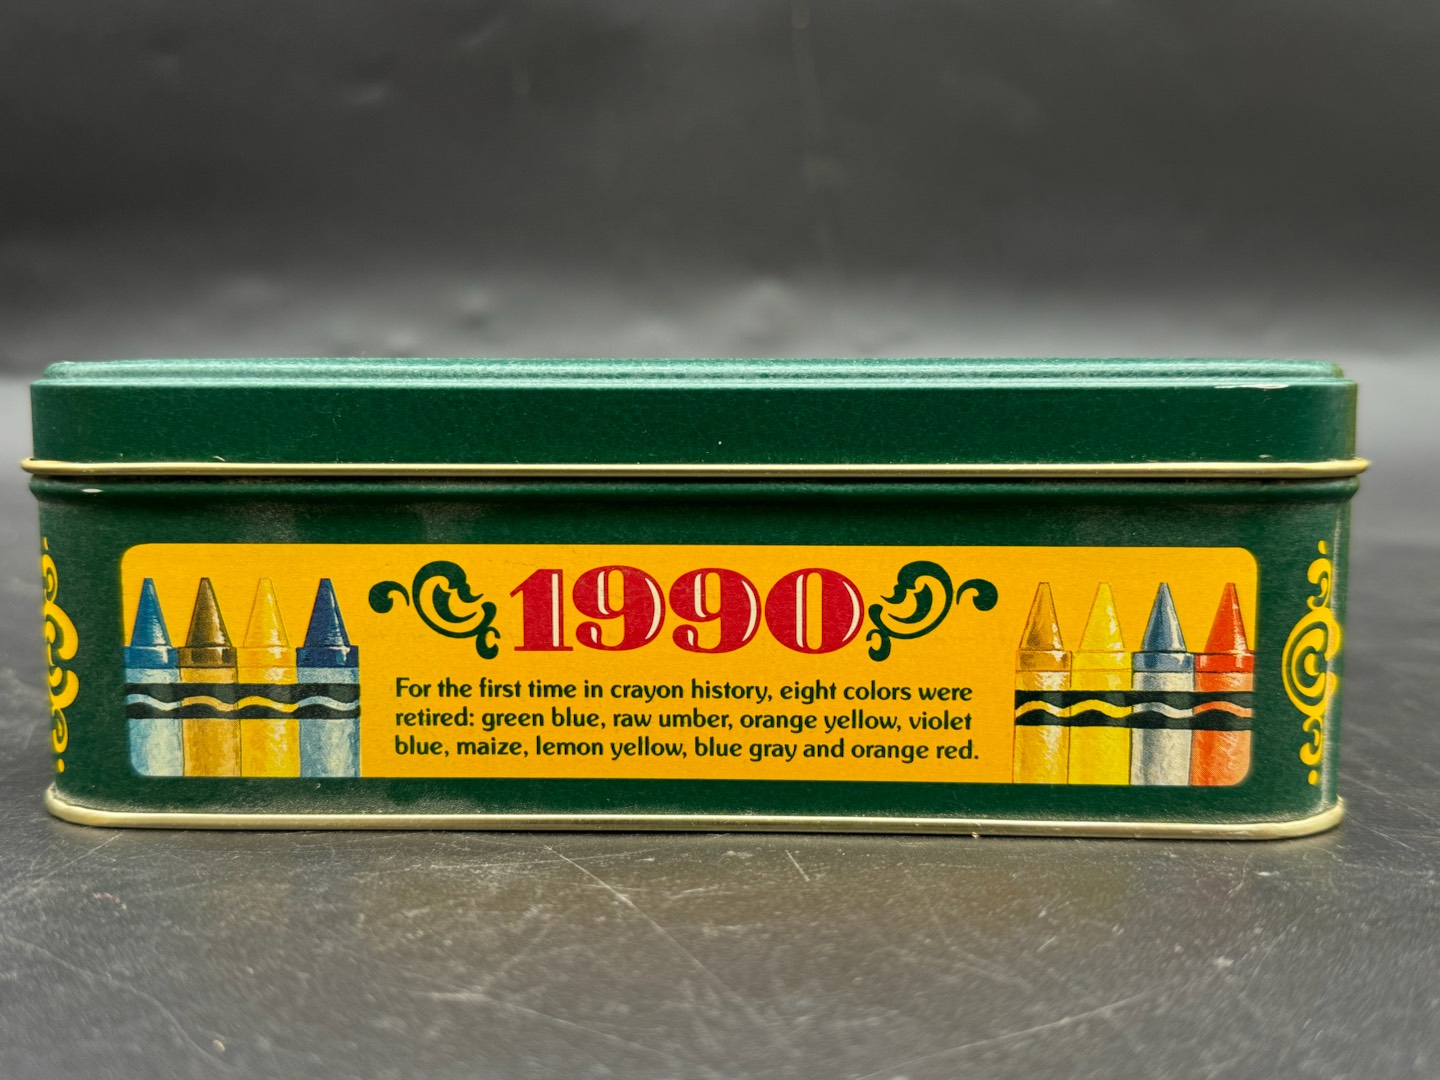 1990
For the first time in crayon history, eight colors were
retired: green blue, raw umber, orange yellow, violet
blue, maize, lemon yellow, blue gray and orange red.